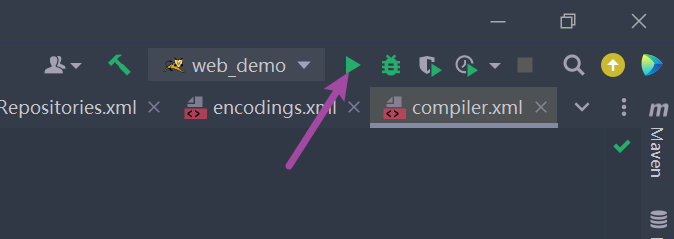 web_demo
Repositories.xml
encodings.xml
compiler.xml
m
Maven